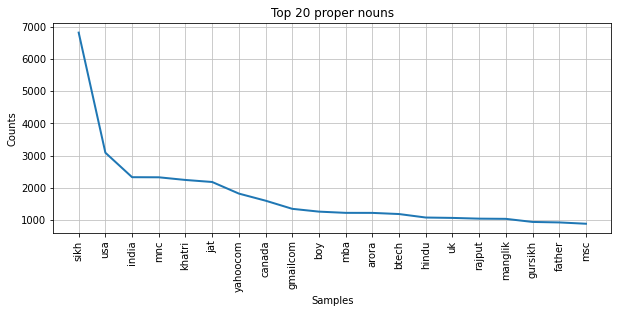 Top 20 proper nouns
7000
6000
5000
4000
3000
2000
1000
Counts
sikh
usa
india
mnc
khatri
jat
yahoocom
canada
gmailcom
boy
mba
arora
btech
hindu
uk
rajput
manglik
gursikh
father
msc
Samples